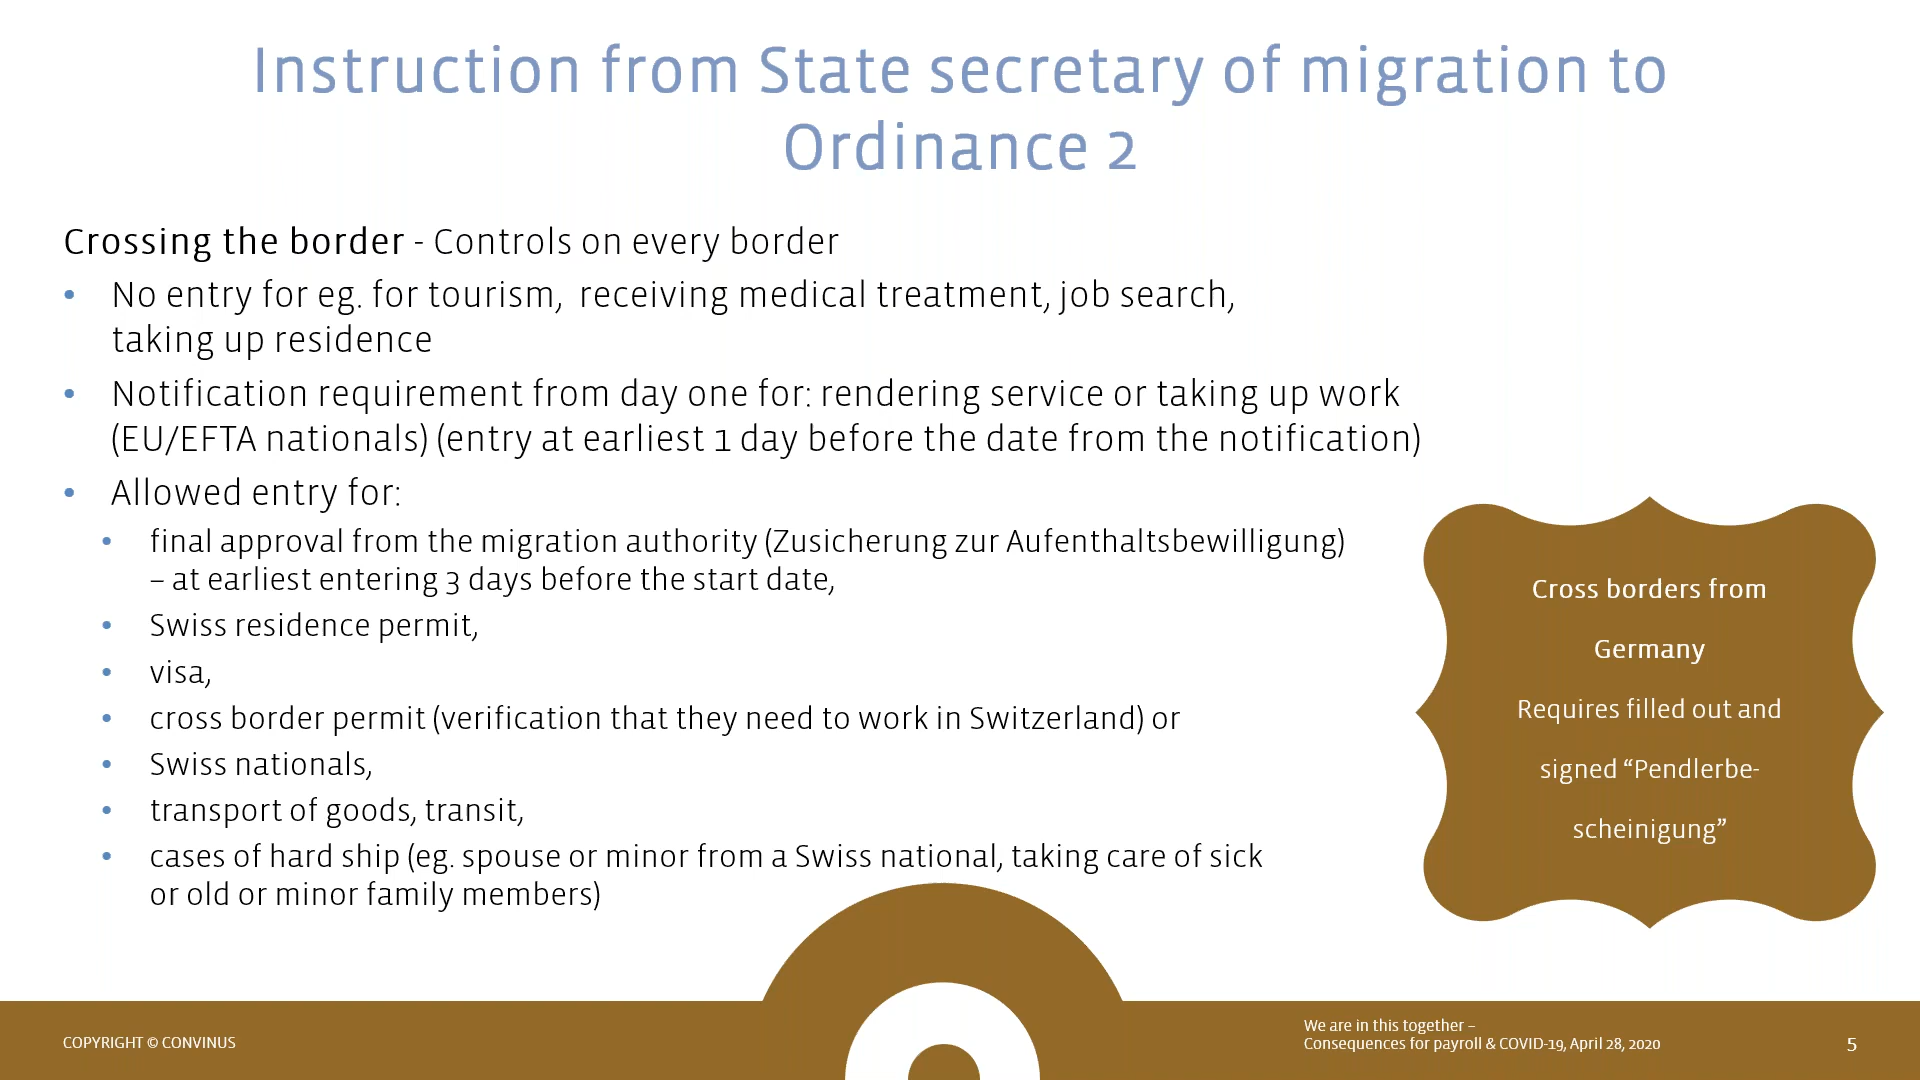 Instruction from State secretary of migration to
Ordinance 2
Crossing the border - Controls on every border
• No entry for eg. for tourism, receiving medical treatment, job search,
taking up residence
• Notification requirement from day one for: rendering service or taking up work
(EU/EFTA nationals) (entry at earliest 1 day before the date from the notification)
• Allowed entry for:
• final approval from the migration authority (Zusicherung zur Aufenthaltsbewilligung)
– at earliest entering 3 days before the start date,
• Swiss residence permit,
• visa,
• cross border permit (verification that they need to work in Switzerland) or
• Swiss nationals,
• transport of goods, transit,
• cases of hard ship (eg. spouse or minor from a Swiss national, taking care of sick
or old or minor family members)
Cross borders from
Germany
Requires filled out and
signed “Pendlerbe-
scheinigung”
COPYRIGHT © CONVINUS
We are in this together –
Consequences for payroll & COVID-19, April 28, 2020
5